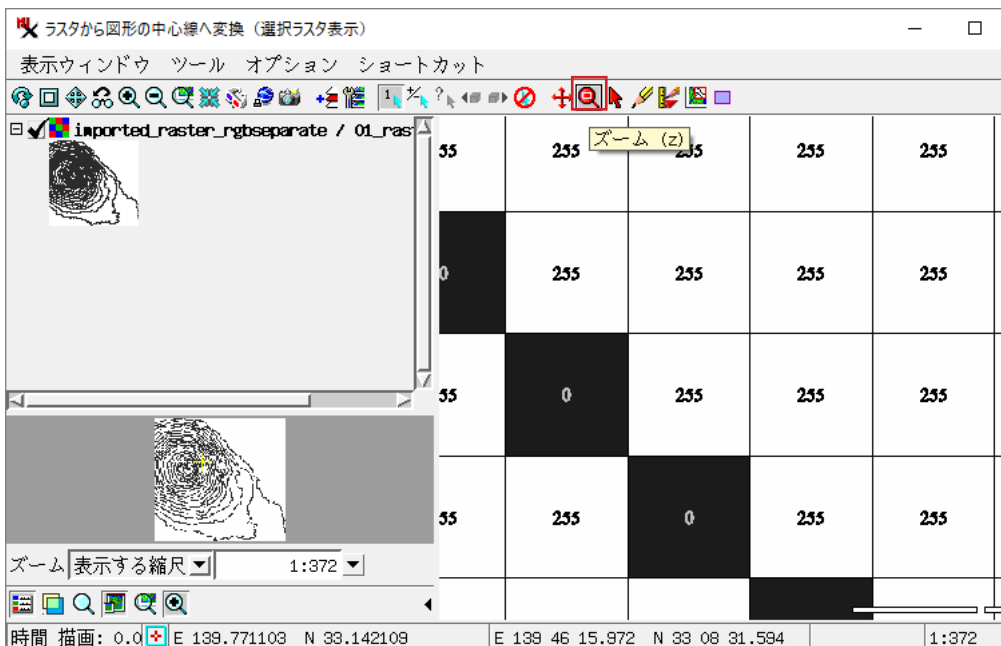 ラスタから図形の中心線へ変換（選択ラスタ表示）
表示ウィンドウ ツール オプション ショートカット
imported_raster_rgbseparate / 01_ras
ズーム (z)
55 255 235 255 255
0 255 255 255 255
55 0 255 255 255
55 255 0 255 255
ズーム 表示する縮尺 1:372
時間 描画: 0.0 E 139.771103 N 33.142109 E 139 46 15.972 N 33 08 31.594 1:372